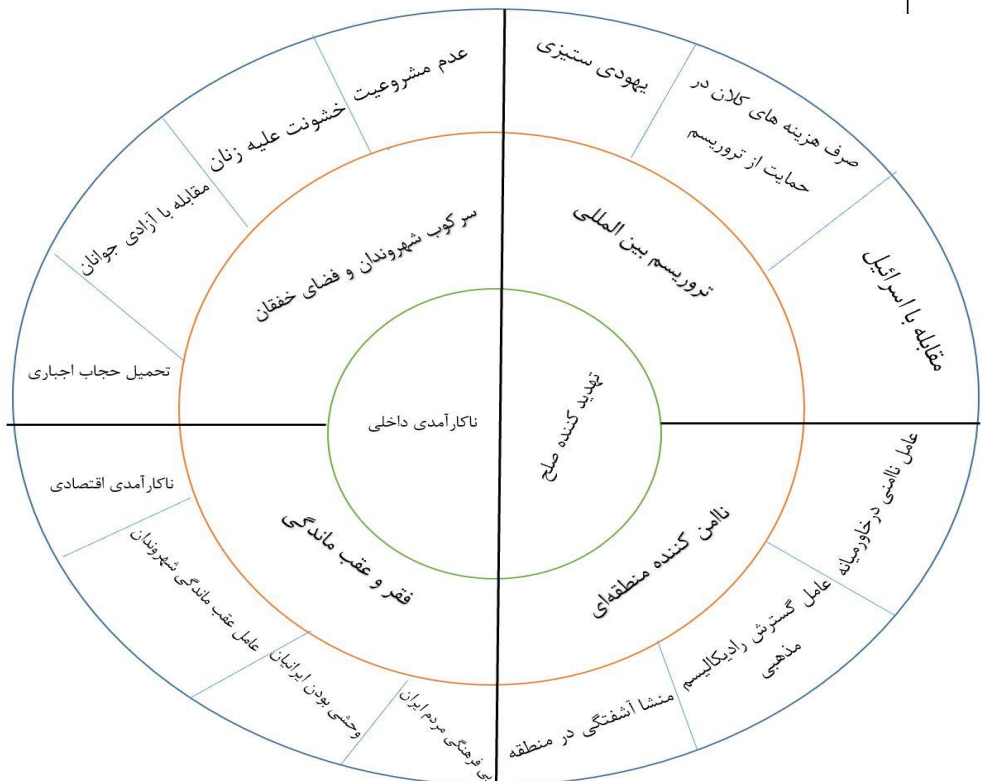 عدم مشروعیت
یهودی ستیزی
صرف هزینه های کلان در
حمایت از تروریسم
خشونت علیه زنان
مقابله با آزادی جوانان
سرکوب شهروندان و فضای خفقان
تروریسم بین المللی
مقابله با اسرائیل
تحمیل حجاب اجباری
ناکارآمدی داخلی
تهدید کننده صلح
ناکارآمدی اقتصادی
عامل ناامنی درخاورمیانه
فقر و عقب ماندگی
ناامن کننده منطقه‌ای
عامل عقب ماندگی شهروندان
عامل گسترش رادیکالیسم
مذهبی
وحشی بودن ایرانیان
بی فرهنگی مردم ایران
منشا آشفتگی در منطقه